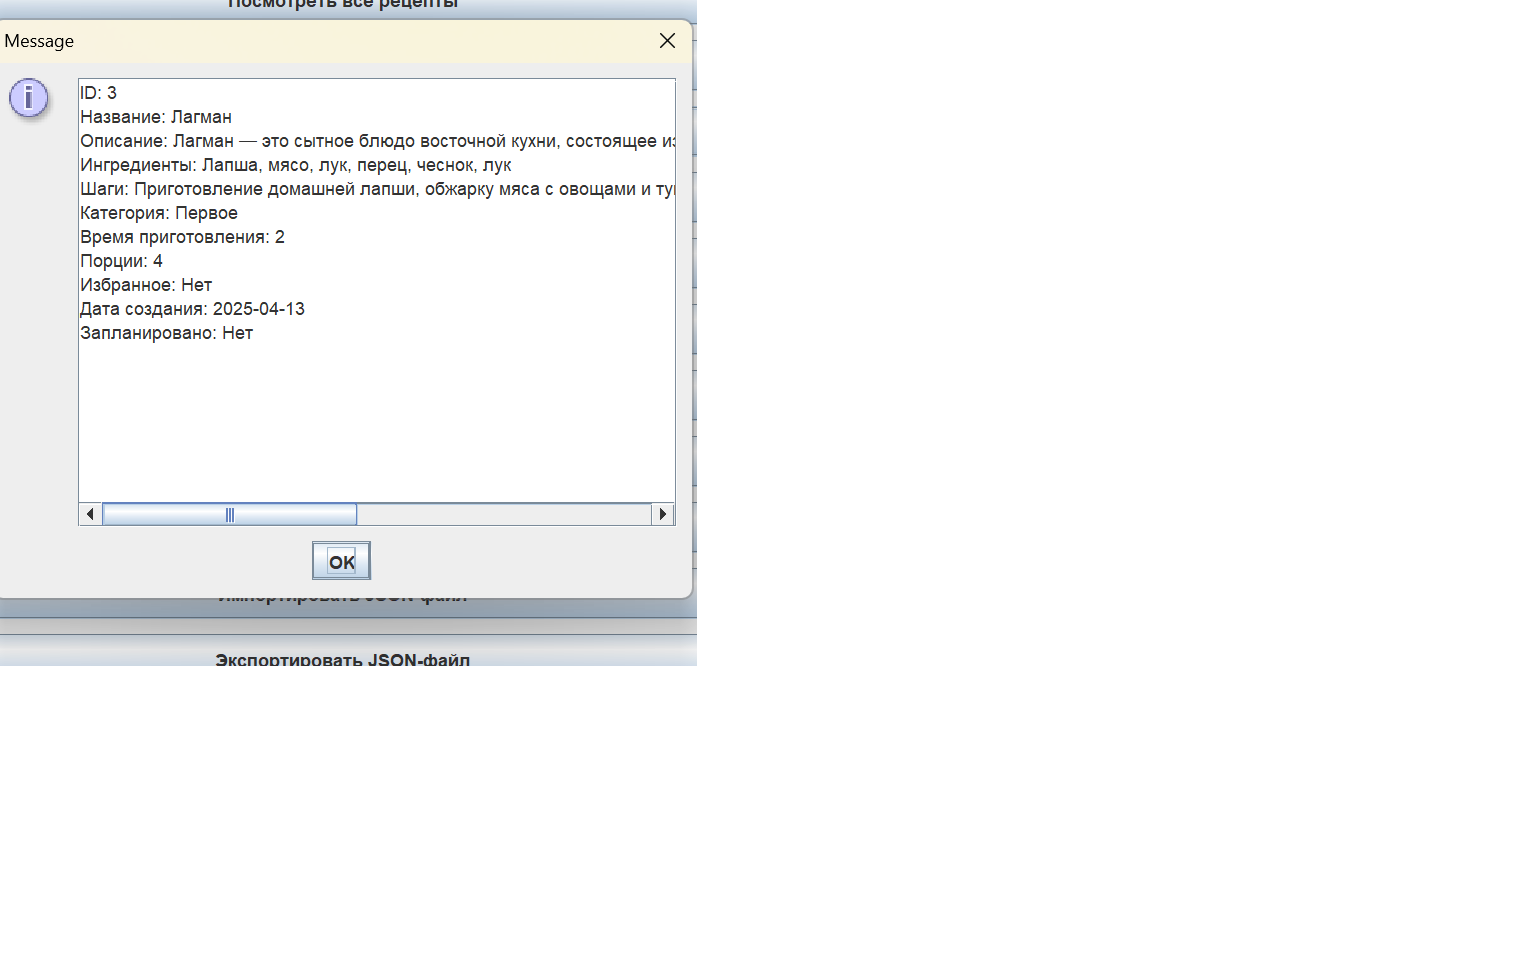 Посмотреть все рецепты
Message
ID: 3
Название: Лагман
Описание: Лагман — это сытное блюдо восточной кухни, состоящее из
Ингредиенты: Лапша, мясо, лук, перец, чеснок, лук
Шаги: Приготовление домашней лапши, обжарку мяса с овощами и ту
Категория: Первое
Время приготовления: 2
Порции: 4
Избранное: Нет
Дата создания: 2025-04-13
Запланировано: Нет
OK
Импортировать JSON-файл
Экспортировать JSON-файл